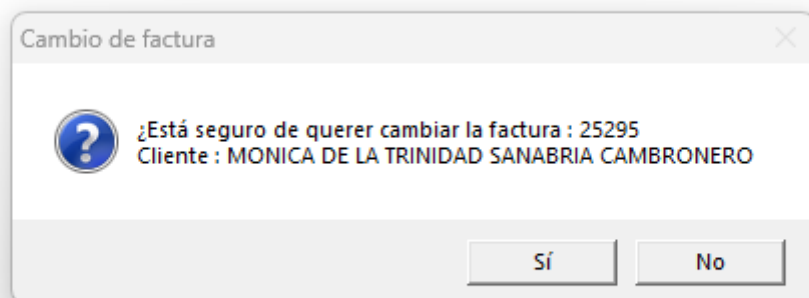 Cambio de factura
¿Está seguro de querer cambiar la factura : 25295
Cliente : MONICA DE LA TRINIDAD SANABRIA CAMBRONERO
Sí
No